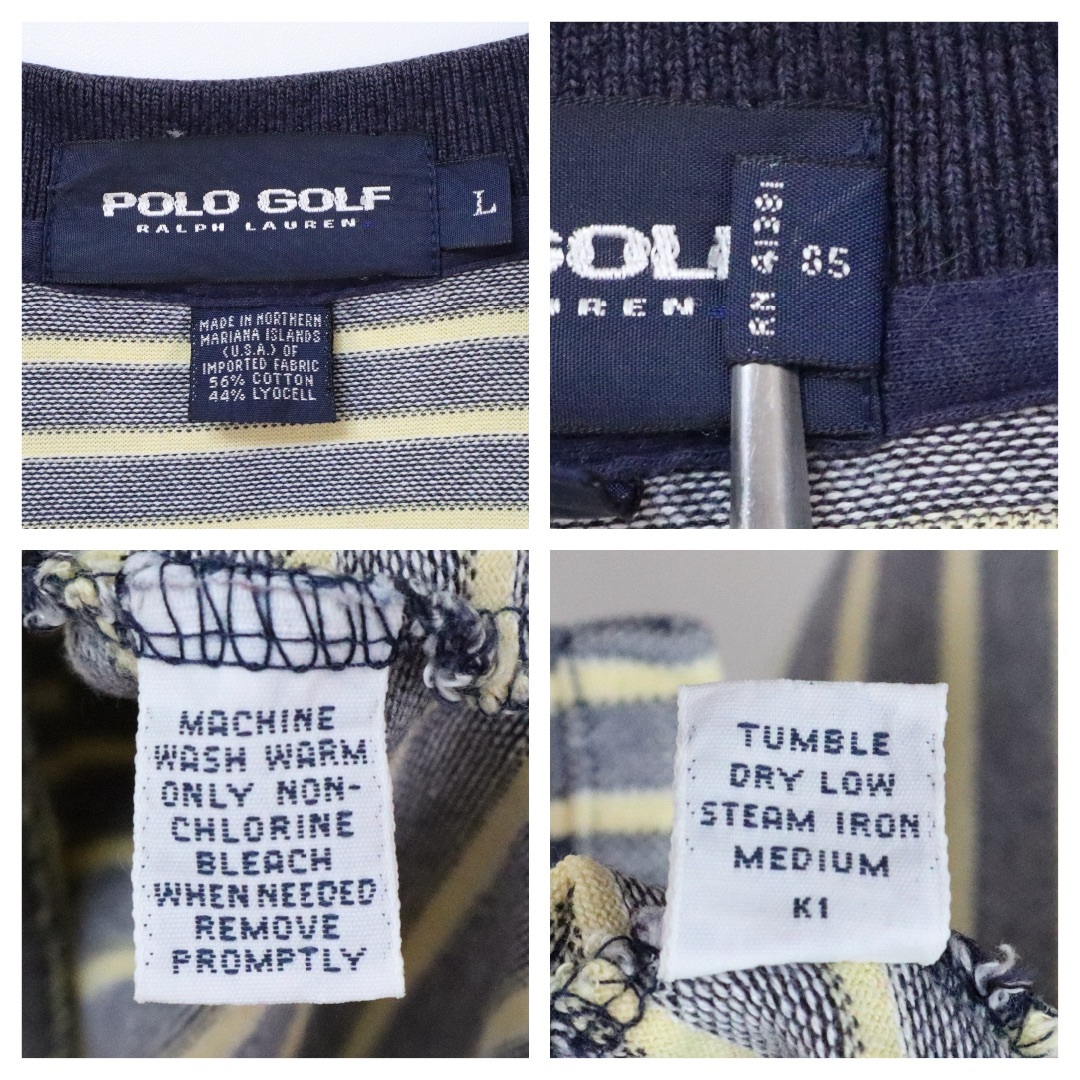 POLO GOLF
RALPH LAUREN
L
MADE IN NORTHERN
MARIANA ISLANDS
(U.S.A.) OF
IMPORTED FABRIC
56% COTTON
44% LYOCELL
GOLF
UREN
RN 41381
85
MACHINE
WASH WARM
ONLY NON-
CHLORINE
BLEACH
WHEN NEEDED
REMOVE
PROMPTLY
TUMBLE
DRY LOW
STEAM IRON
MEDIUM
K1